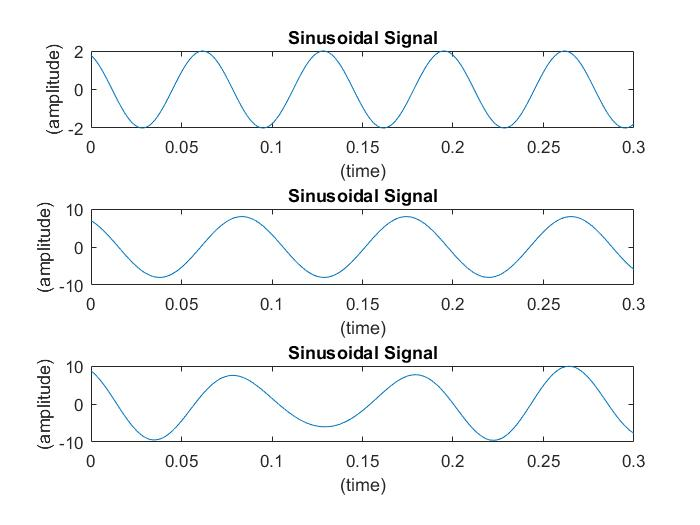 Sinusoidal Signal
2
0
-2
(amplitude)
0 0.05 0.1 0.15 0.2 0.25 0.3
(time)
Sinusoidal Signal
10
0
-10
(amplitude)
0 0.05 0.1 0.15 0.2 0.25 0.3
(time)
Sinusoidal Signal
10
0
-10
(amplitude)
0 0.05 0.1 0.15 0.2 0.25 0.3
(time)